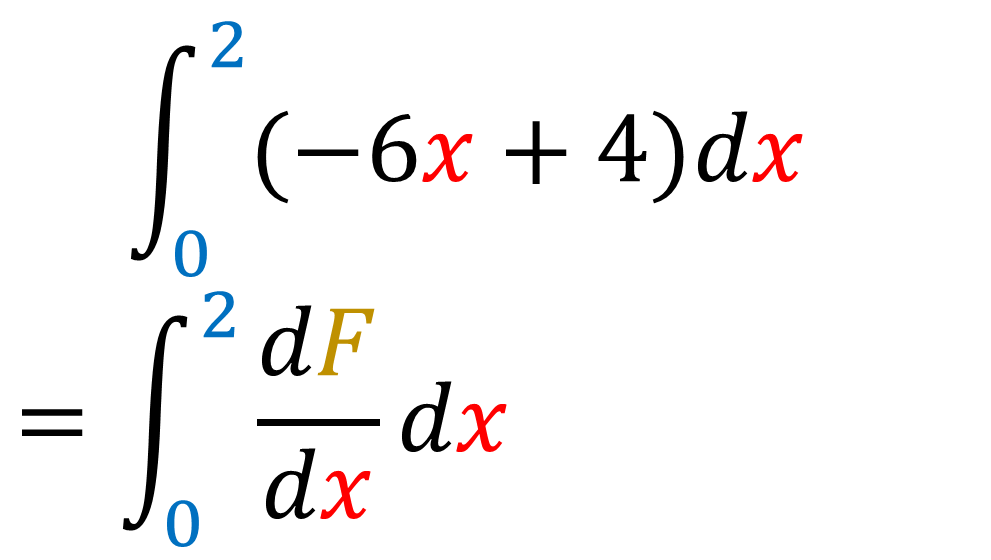 ∫₀² (−6x + 4)dx
= ∫₀² dF/dx dx